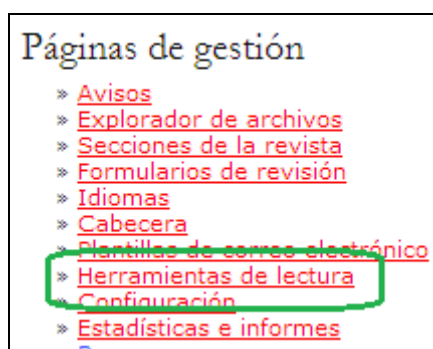 Páginas de gestión
» Avisos
» Explorador de archivos
» Secciones de la revista
» Formularios de revisión
» Idiomas
» Cabecera
» Plantillas de correo electrónico
» Herramientas de lectura
» Configuración
» Estadísticas e informes